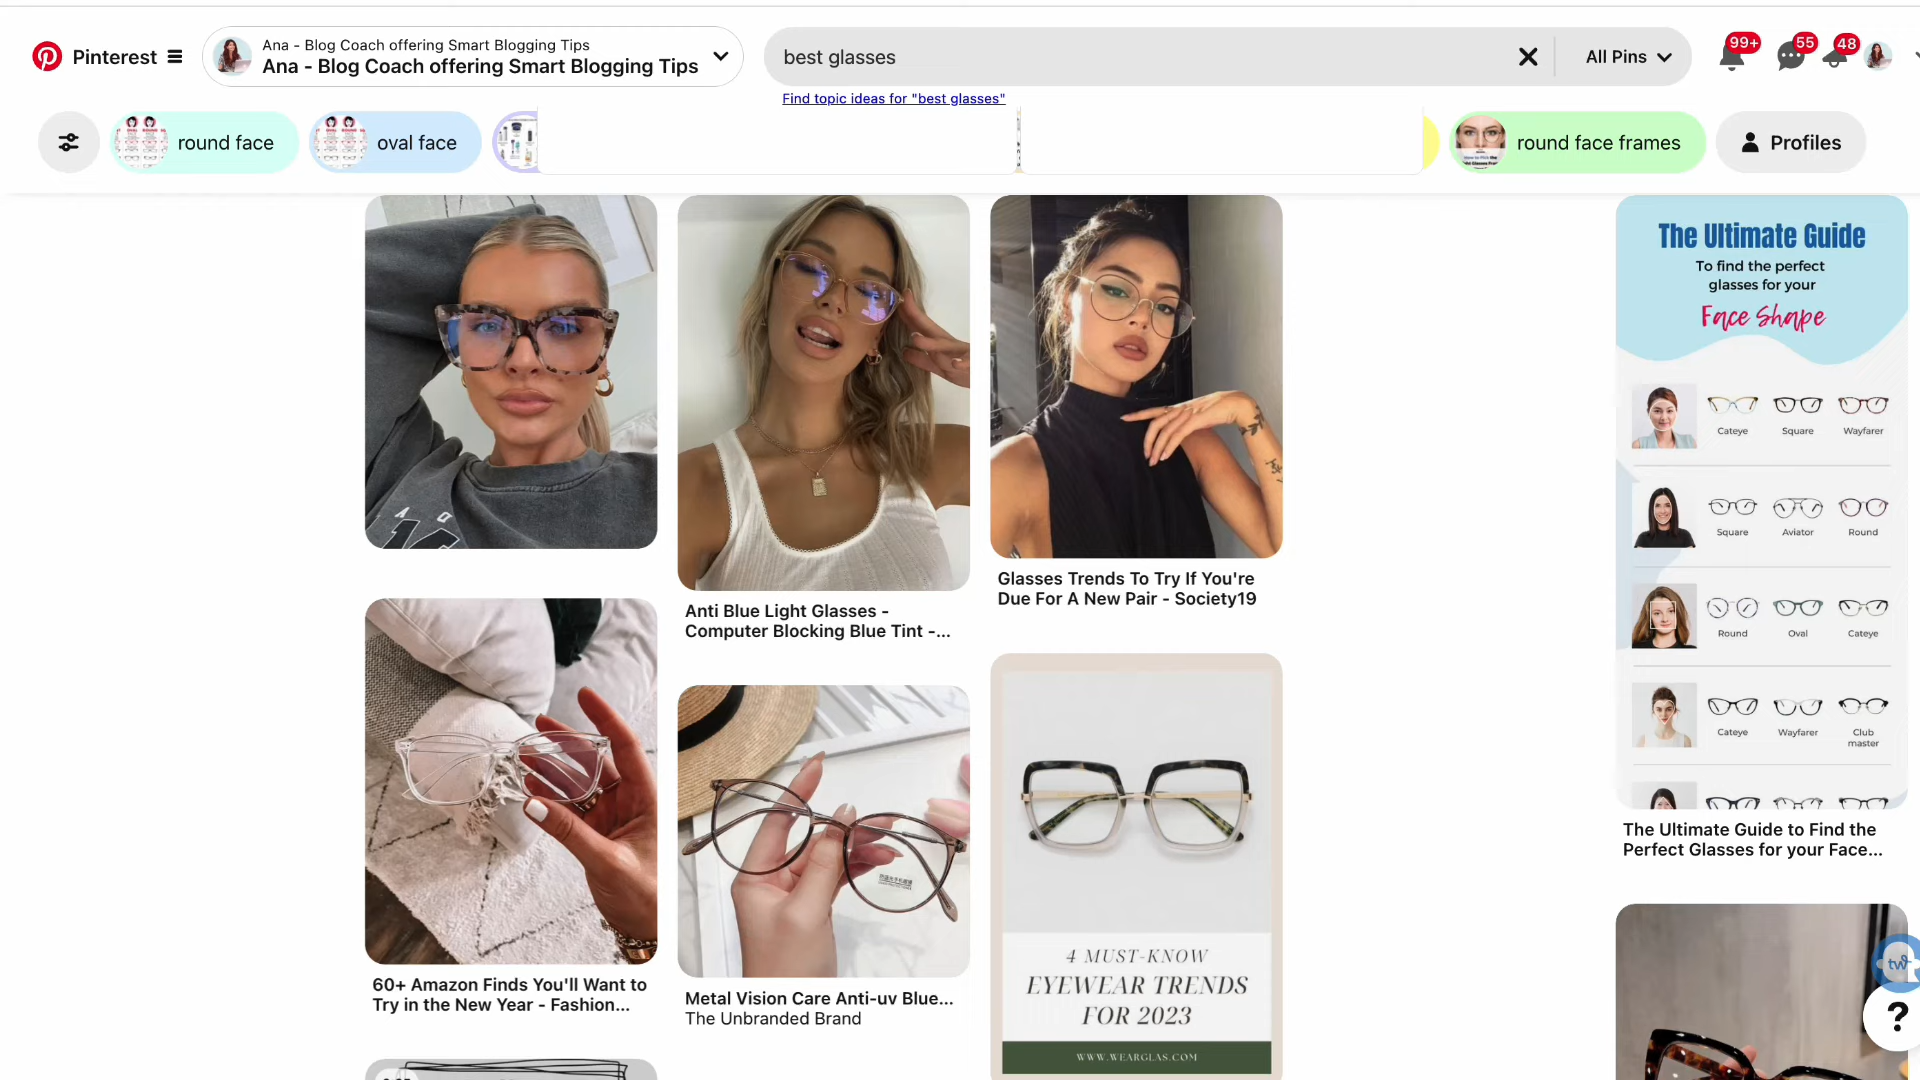 Pinterest
Ana - Blog Coach offering Smart Blogging Tips
Ana - Blog Coach offering Smart Blogging Tips
best glasses
All Pins
99+
55
48
Find topic ideas for "best glasses"
round face
oval face
round face frames
Profiles
Anti Blue Light Glasses -
Computer Blocking Blue Tint -...
Glasses Trends To Try If You're
Due For A New Pair - Society19
The Ultimate Guide
To find the perfect
glasses for your
Face Shape
Cateye Square Wayfarer
Square Aviator Round
Round Oval Cateye
Cateye Wayfarer Club
master
The Ultimate Guide to Find the
Perfect Glasses for your Face...
60+ Amazon Finds You'll Want to
Try in the New Year - Fashion...
Metal Vision Care Anti-uv Blue...
The Unbranded Brand
4 MUST-KNOW
EYEWEAR TRENDS
FOR 2023
WWW.WEARGLAS.COM
tw
?